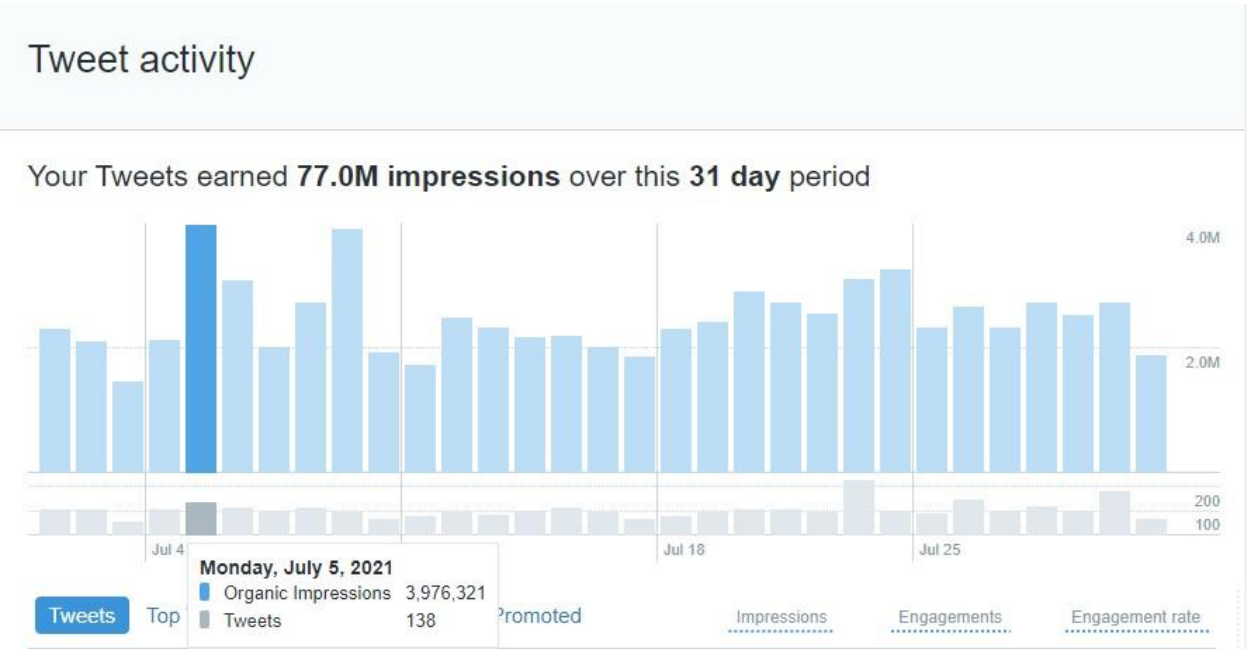 Tweet activity
Your Tweets earned 77.0M impressions over this 31 day period
4.0M
2.0M
200
100
Jul 4
Jul 18
Jul 25
Monday, July 5, 2021
Organic Impressions 3,976,321
Tweets 138
Tweets Top Promoted Impressions Engagements Engagement rate